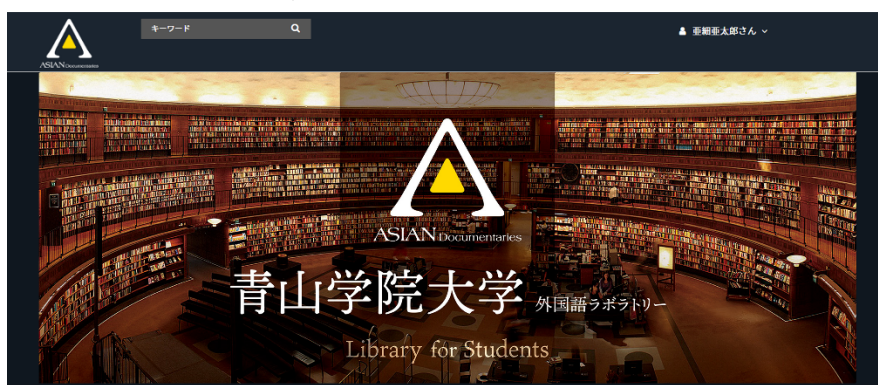 キーワード
亜細亜太郎さん
ASIAN Documentaries
ASIAN Documentaries
青山学院大学 外国語ラボラトリー
Library for Students